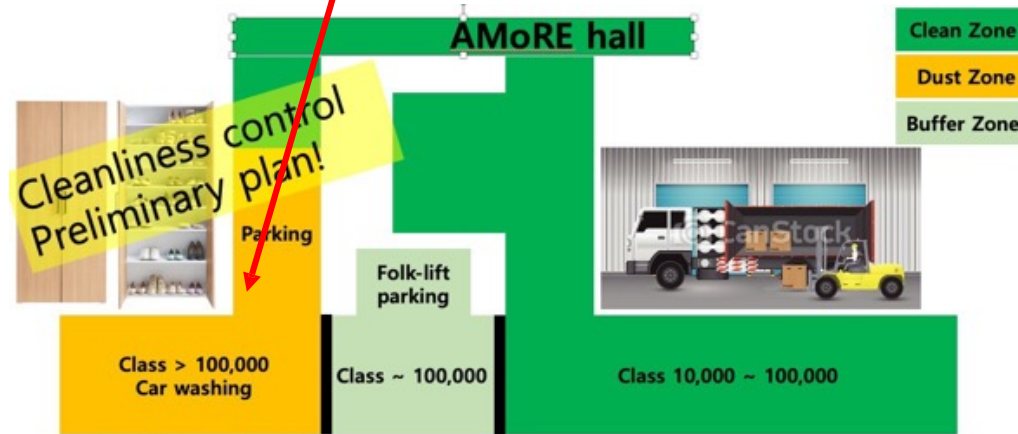 AMoRE hall
Clean Zone
Dust Zone
Buffer Zone
Cleanliness control
Preliminary plan!
Parking
CanStock
Folk-lift
parking
Class > 100,000
Car washing
Class ~ 100,000
Class 10,000 ~ 100,000